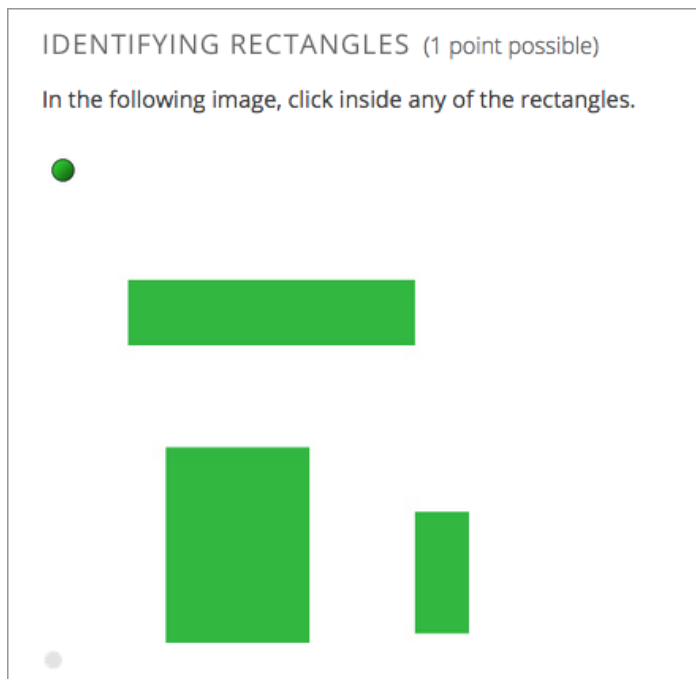 IDENTIFYING RECTANGLES (1 point possible)
In the following image, click inside any of the rectangles.